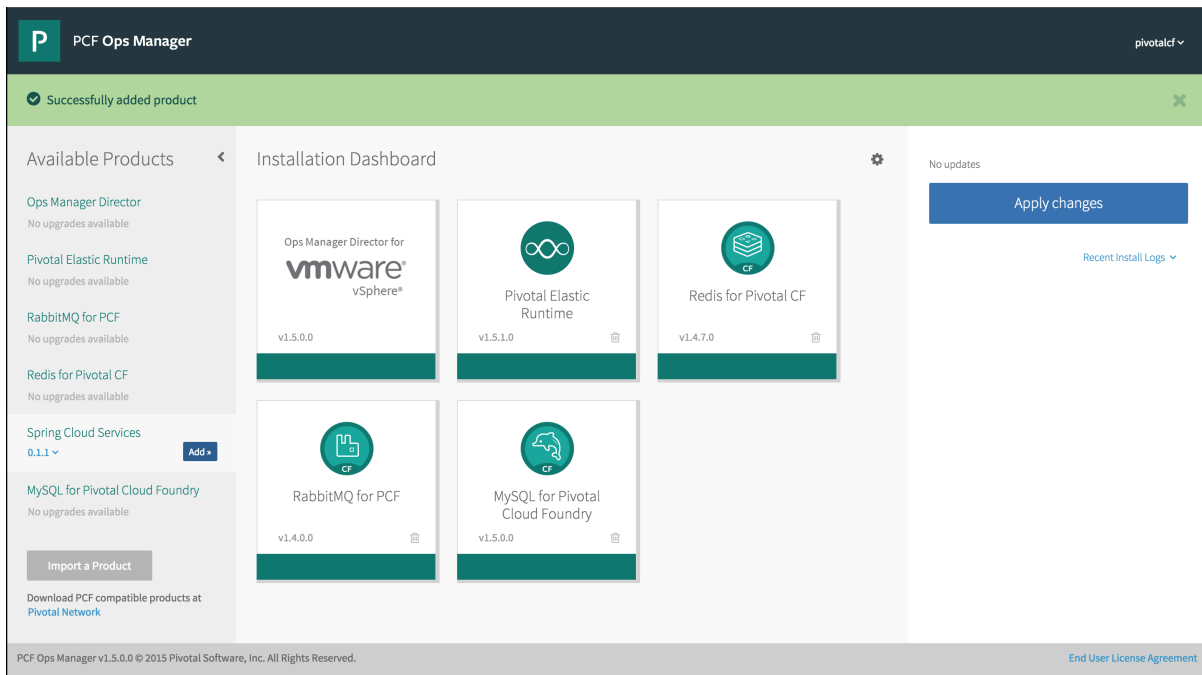 P
PCF Ops Manager
pivotalcf
Successfully added product
Available Products
Ops Manager Director
No upgrades available
Pivotal Elastic Runtime
No upgrades available
RabbitMQ for PCF
No upgrades available
Redis for Pivotal CF
No upgrades available
Spring Cloud Services
0.1.1
Add »
MySQL for Pivotal Cloud Foundry
No upgrades available
Import a Product
Download PCF compatible products at
Pivotal Network
Installation Dashboard
Ops Manager Director for
vmware®
vSphere®
v1.5.0.0
Pivotal Elastic
Runtime
v1.5.1.0
CF
Redis for Pivotal CF
v1.4.7.0
CF
RabbitMQ for PCF
v1.4.0.0
CF
MySQL for Pivotal
Cloud Foundry
v1.5.0.0
No updates
Apply changes
Recent Install Logs
PCF Ops Manager v1.5.0.0 © 2015 Pivotal Software, Inc. All Rights Reserved.
End User License Agreement